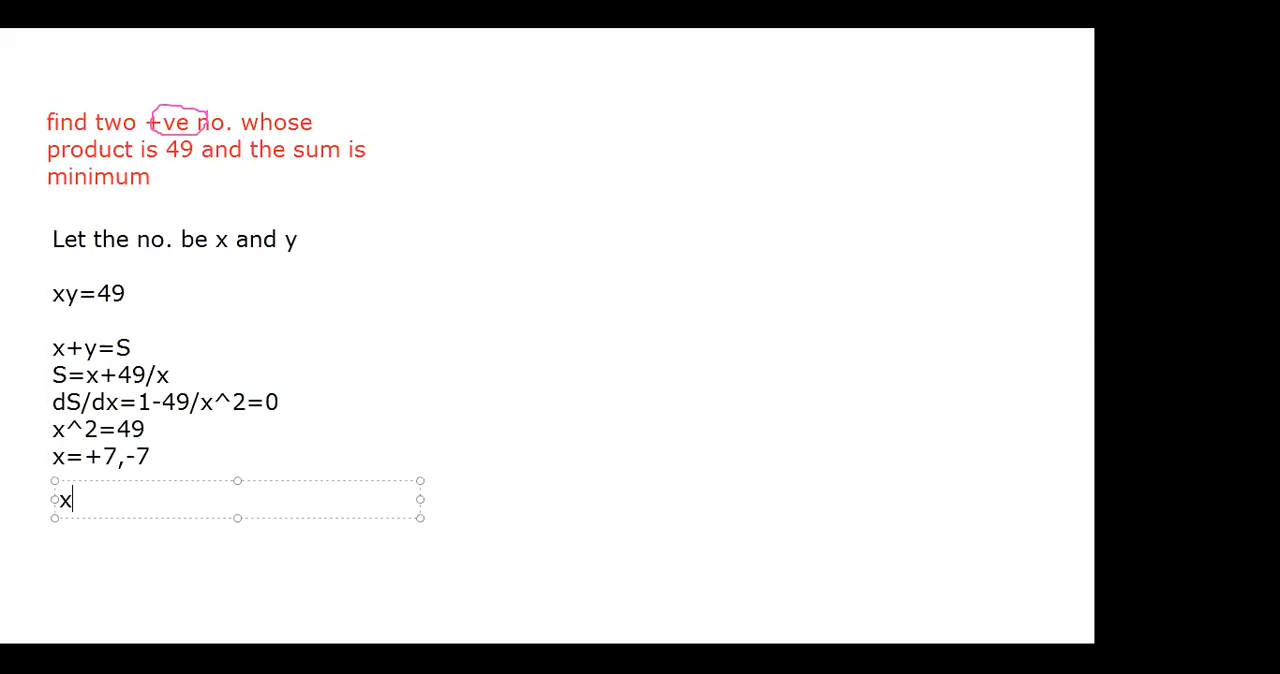 find two +ve no. whose
product is 49 and the sum is
minimum
Let the no. be x and y
xy=49
x+y=S
S=x+49/x
dS/dx=1-49/x^2=0
x^2=49
x=+7,-7
x